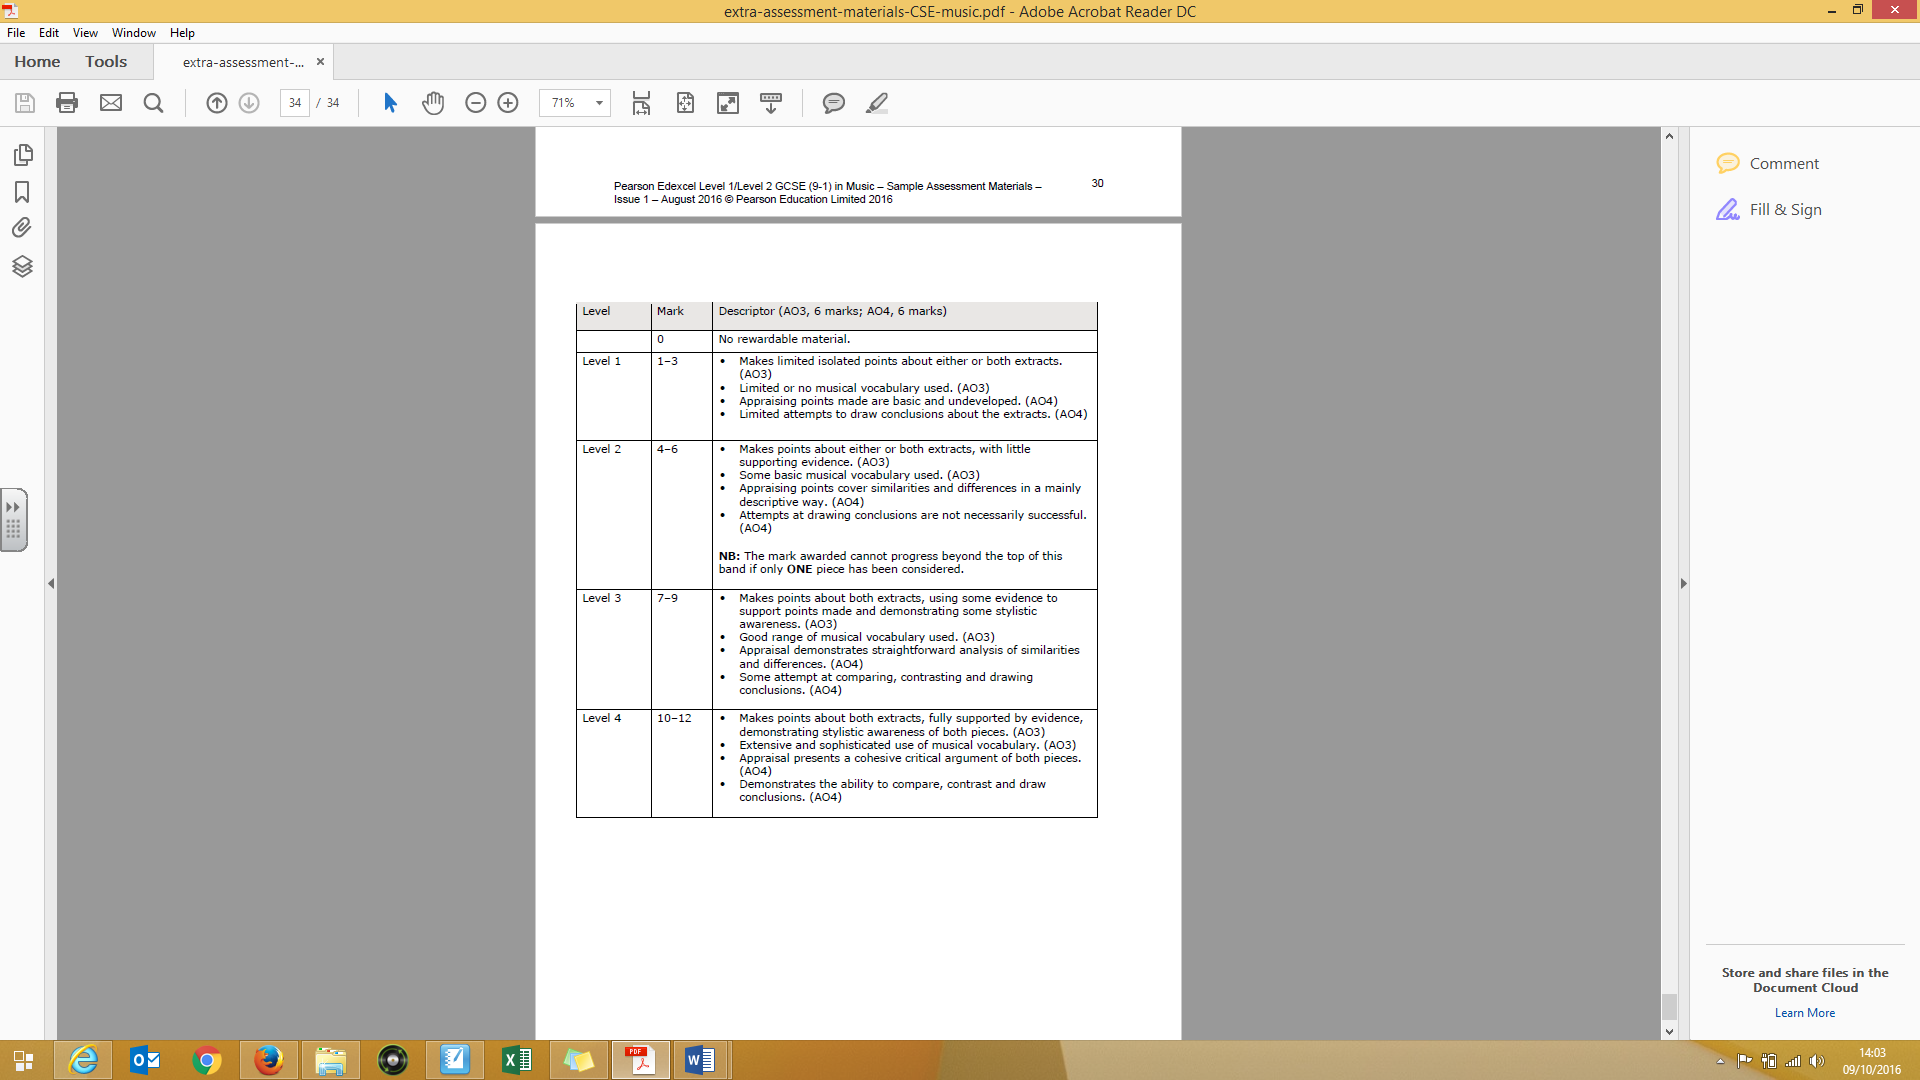 extra-assessment-materials-CSE-music.pdf - Adobe Acrobat Reader DC
File Edit View Window Help
Home Tools extra-assessment-... ×
34 / 34 71%
Pearson Edexcel Level 1/Level 2 GCSE (9-1) in Music – Sample Assessment Materials – 30
Issue 1 – August 2016 © Pearson Education Limited 2016
Level Mark Descriptor (AO3, 6 marks; AO4, 6 marks)
0 No rewardable material.
Level 1 1–3 • Makes limited isolated points about either or both extracts.
(AO3)
• Limited or no musical vocabulary used. (AO3)
• Appraising points made are basic and undeveloped. (AO4)
• Limited attempts to draw conclusions about the extracts. (AO4)
Level 2 4–6 • Makes points about either or both extracts, with little
supporting evidence. (AO3)
• Some basic musical vocabulary used. (AO3)
• Appraising points cover similarities and differences in a mainly
descriptive way. (AO4)
• Attempts at drawing conclusions are not necessarily successful.
(AO4)
NB: The mark awarded cannot progress beyond the top of this
band if only ONE piece has been considered.
Level 3 7–9 • Makes points about both extracts, using some evidence to
support points made and demonstrating some stylistic
awareness. (AO3)
• Good range of musical vocabulary used. (AO3)
• Appraisal demonstrates straightforward analysis of similarities
and differences. (AO4)
• Some attempt at comparing, contrasting and drawing
conclusions. (AO4)
Level 4 10–12 • Makes points about both extracts, fully supported by evidence,
demonstrating stylistic awareness of both pieces. (AO3)
• Extensive and sophisticated use of musical vocabulary. (AO3)
• Appraisal presents a cohesive critical argument of both pieces.
(AO4)
• Demonstrates the ability to compare, contrast and draw
conclusions. (AO4)
Comment
Fill & Sign
Store and share files in the
Document Cloud
Learn More
14:03
09/10/2016